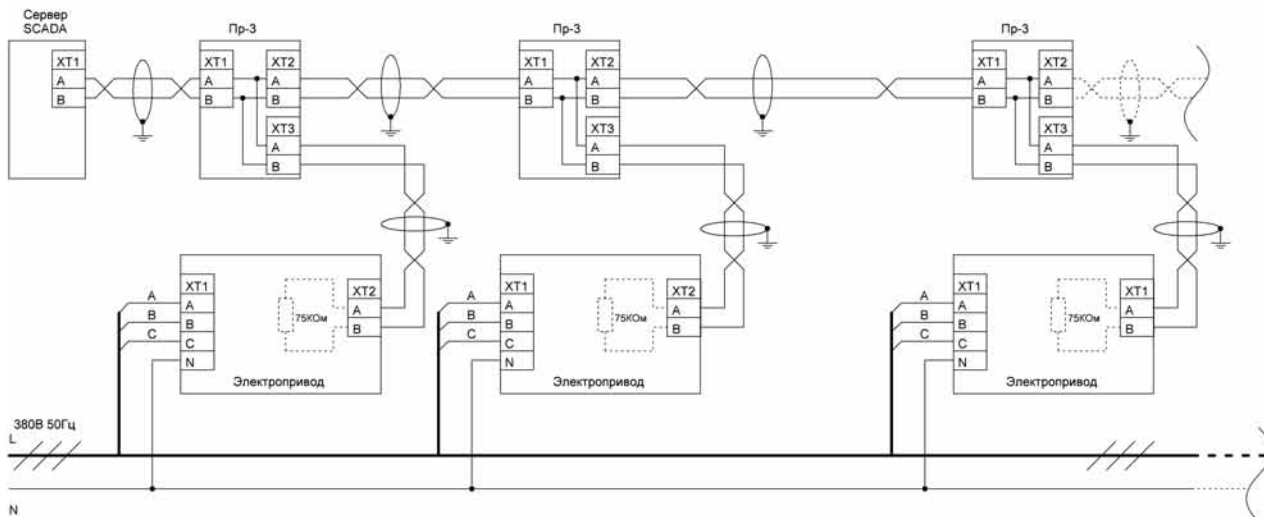 Сервер
SCADA
Пр-3
Пр-3
Пр-3
XT1
A
B
XT1
A
B
XT2
A
B
XT3
A
B
XT1
A
B
XT2
A
B
XT3
A
B
XT1
A
B
XT2
A
B
XT3
A
B
A
B
C
XT1
A
B
C
N
75КОм
XT2
A
B
Электропривод
A
B
C
XT1
A
B
C
N
75КОм
XT2
A
B
Электропривод
A
B
C
XT1
A
B
C
N
75КОм
XT1
A
B
Электропривод
380В 50Гц
L
N